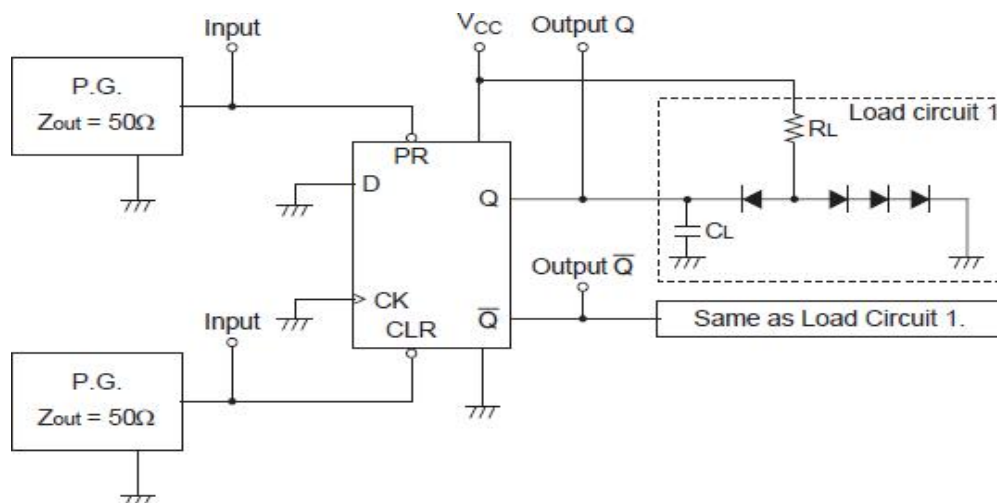 Input
V_CC
Output Q
P.G.
Zout = 50Ω
Load circuit 1
RL
PR
D
Q
CL
Output Q̅
CK
Input
CLR
Q̅
Same as Load Circuit 1.
P.G.
Zout = 50Ω